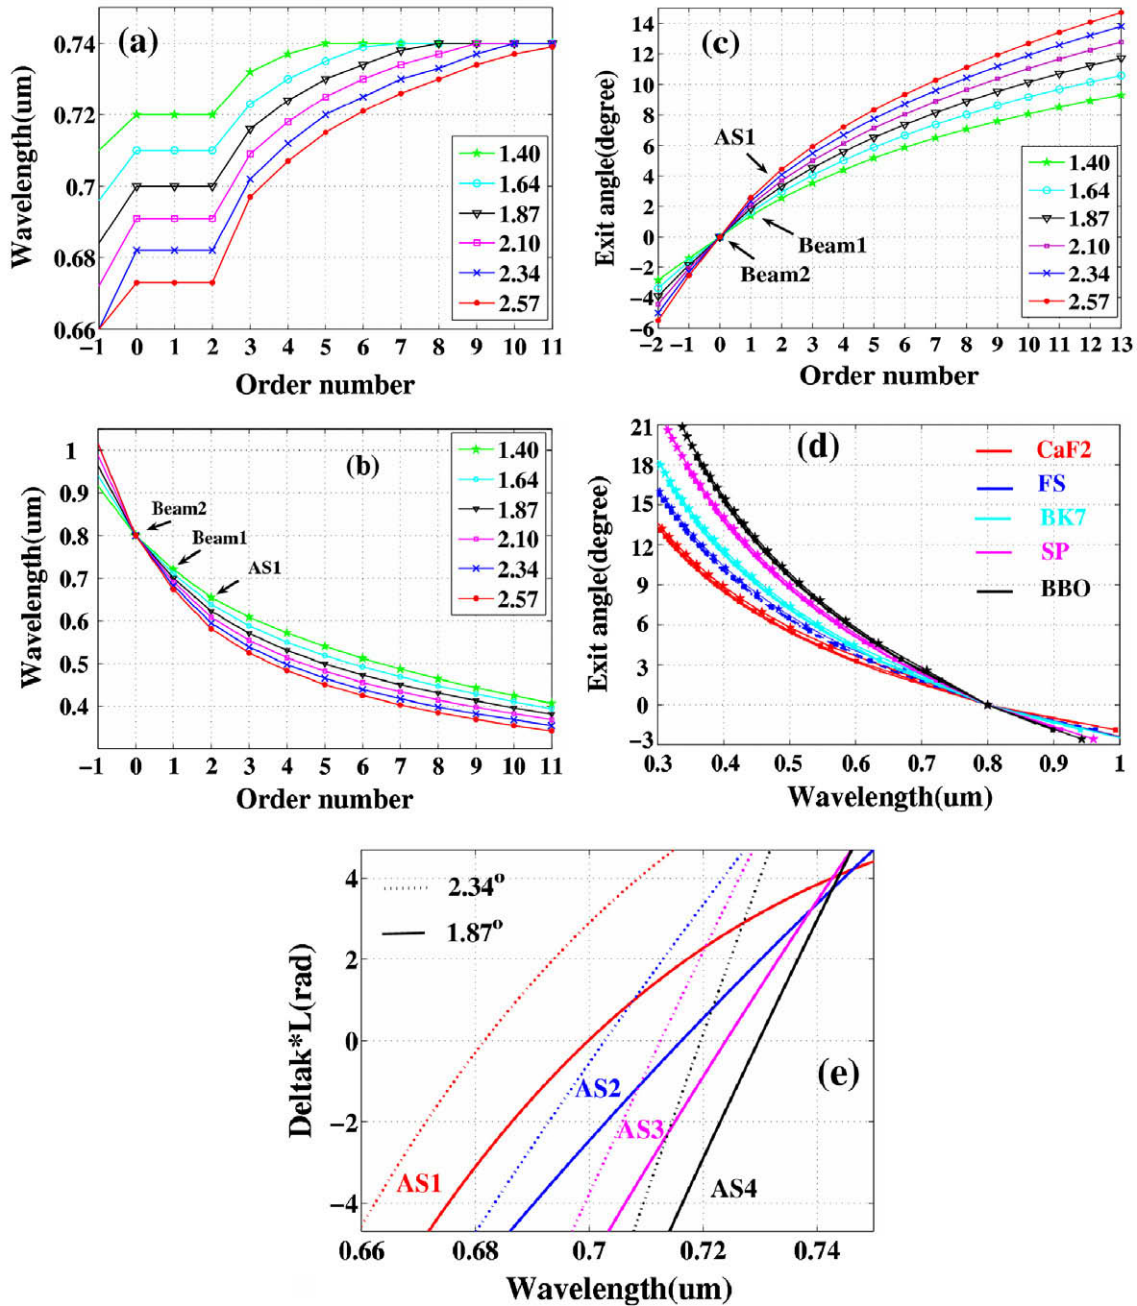 (a)
Wavelength(um)
0.74
0.72
0.7
0.68
0.66
−1 0 1 2 3 4 5 6 7 8 9 10 11
Order number
1.40
1.64
1.87
2.10
2.34
2.57
(c)
Exit angle(degree)
14
12
10
8
6
4
2
0
−2
−4
−6
−2 −1 0 1 2 3 4 5 6 7 8 9 10 11 12 13
Order number
AS1
Beam1
Beam2
1.40
1.64
1.87
2.10
2.34
2.57
(b)
Wavelength(um)
1
0.9
0.8
0.7
0.6
0.5
0.4
−1 0 1 2 3 4 5 6 7 8 9 10 11
Order number
Beam2
Beam1
AS1
1.40
1.64
1.87
2.10
2.34
2.57
(d)
Exit angle(degree)
21
18
15
12
9
6
3
0
−3
0.3 0.4 0.5 0.6 0.7 0.8 0.9 1
Wavelength(um)
CaF2
FS
BK7
SP
BBO
(e)
Deltak*L(rad)
4
2
0
−2
−4
0.66 0.68 0.7 0.72 0.74
Wavelength(um)
2.34º
1.87º
AS1
AS2
AS3
AS4